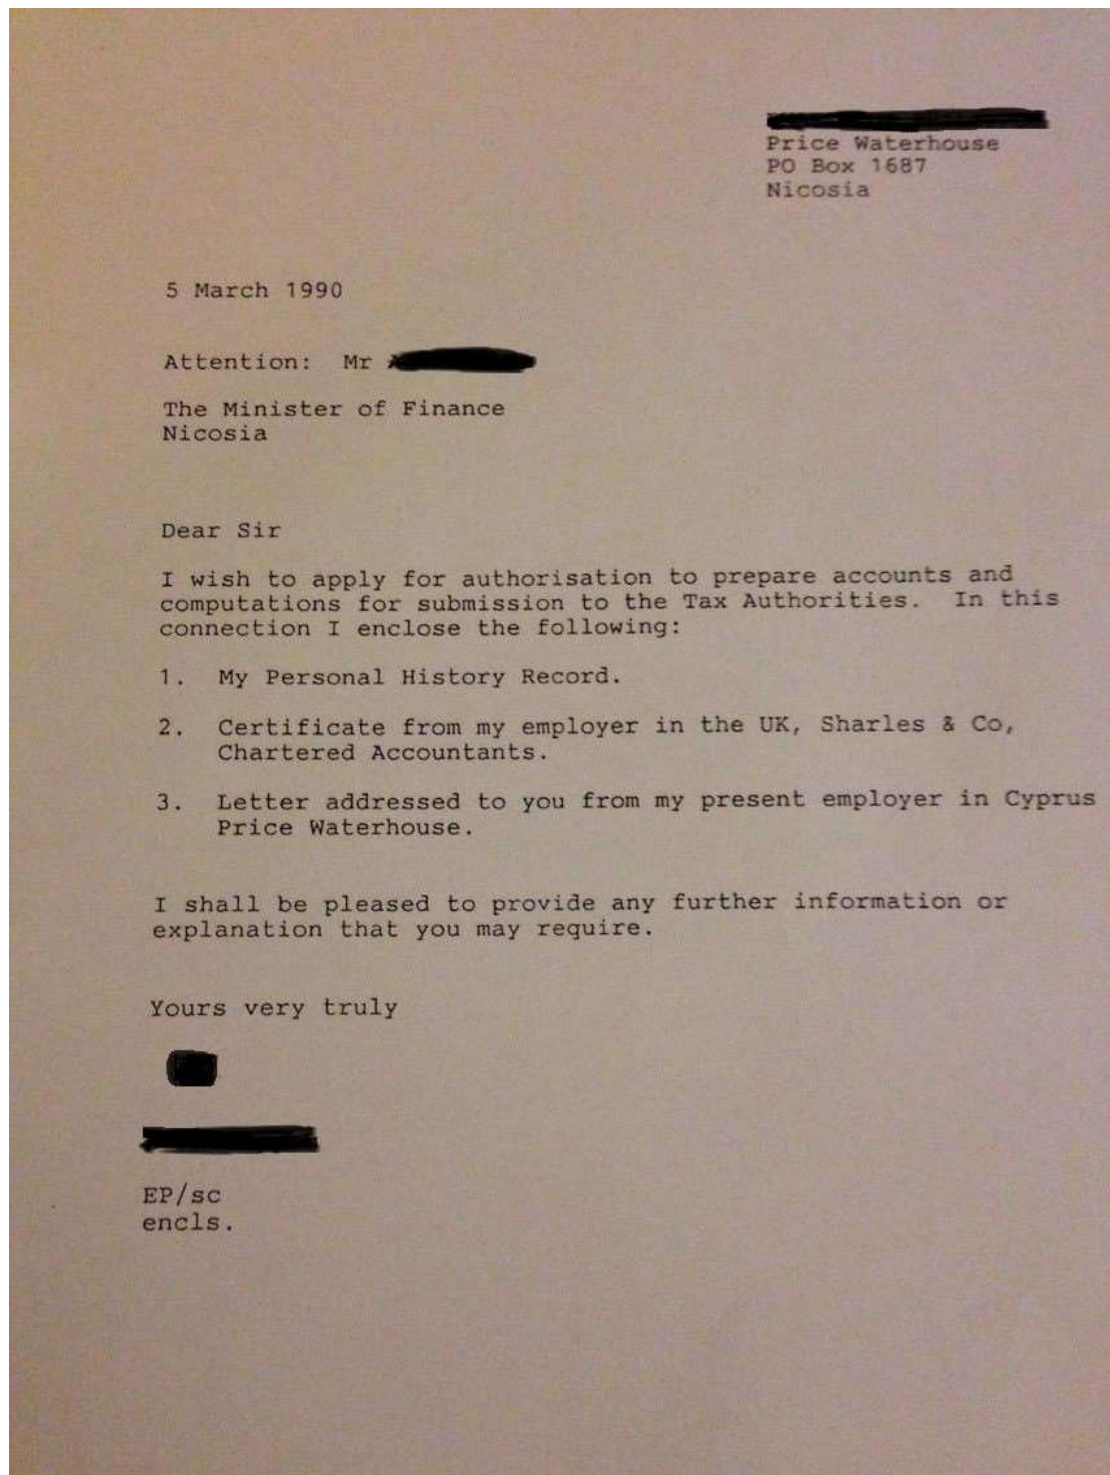 Price Waterhouse
PO Box 1687
Nicosia
5 March 1990
Attention: Mr
The Minister of Finance
Nicosia
Dear Sir
I wish to apply for authorisation to prepare accounts and
computations for submission to the Tax Authorities. In this
connection I enclose the following:
1. My Personal History Record.
2. Certificate from my employer in the UK, Sharles & Co,
Chartered Accountants.
3. Letter addressed to you from my present employer in Cyprus
Price Waterhouse.
I shall be pleased to provide any further information or
explanation that you may require.
Yours very truly
EP/sc
encls.